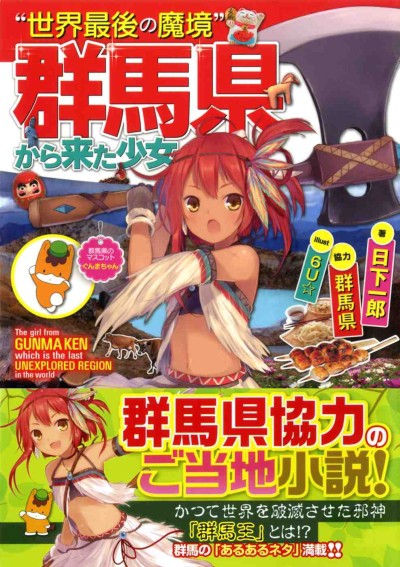 “世界最後の魔境”
群馬県
から来た少女
著 日下一郎
協力 群馬県
illust 6U☆
群馬県の
マスコット
ぐんまちゃん
The girl from
GUNMA KEN
which is the last
UNEXPLORED REGION
in the world
群馬県協力の
ご当地小説!
かつて世界を破滅させた邪神
「群馬王」とは!?
群馬の「あるあるネタ」満載!!